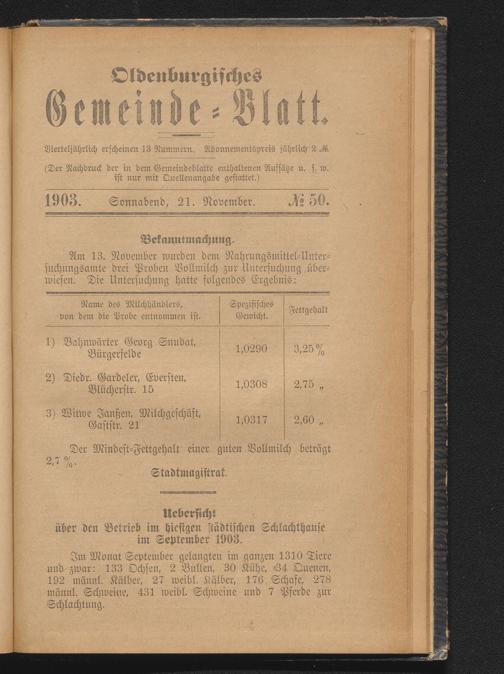 Oldenburgisches
Gemeinde=Blatt.
Vierteljährlich erscheinen 13 Nummern. Abonnementspreis jährlich 2 ℳ
(Der Nachdruck der in dem Gemeindeblatte enthaltenen Aufsätze u. s. w.
ist nur mit Quellenangabe gestattet.)
1903. Sonnabend, 21. November. № 50.
Bekanntmachung.
Am 13. November wurden dem Nahrungsmittel-Unter-
suchungsamte drei Proben Vollmilch zur Untersuchung über-
wiesen. Die Untersuchung hatte folgendes Ergebnis:
Name des Milchhändlers, von dem die Probe entnommen ist. Spezifisches Gewicht. Fettgehalt
1) Bahnwärter Georg Snudat,
Bürgerfelde 1,0290 3,25 %
2) Diedr. Gardeler, Eversten,
Blücherstr. 15 1,0308 2,75 „
3) Witwe Janßen, Milchgeschäft,
Gaststr. 21 1,0317 2,60 „
Der Mindest-Fettgehalt einer guten Vollmilch beträgt
2,7 %.
Stadtmagistrat.
Uebersicht
über den Betrieb im hiesigen städtischen Schlachthause
im September 1903.
Im Monat September gelangten im ganzen 1310 Tiere
und zwar: 133 Ochsen, 2 Bullen, 30 Kühe, 34 Quenen,
192 männl. Kälber, 27 weibl. Kälber, 176 Schafe, 278
männl. Schweine, 431 weibl. Schweine und 7 Pferde zur
Schlachtung.